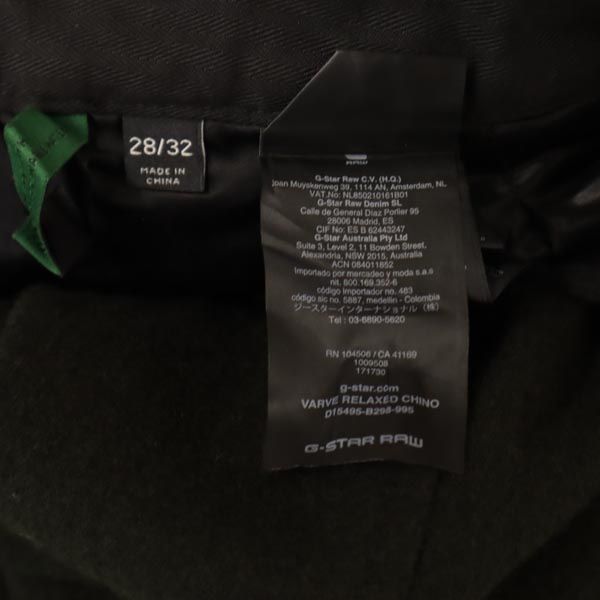 28/32
MADE IN
CHINA
RAW
G-Star Raw C.V. (H.Q.)
Joan Muyskenweg 39, 1114 AN, Amsterdam, NL
VAT.No: NL850210161B01
G-Star Raw Denim SL
Calle de General Diaz Porlier 95
28006 Madrid, ES
CIF No: ES B 62443247
G-Star Australia Pty Ltd
Suite 3, Level 2, 11 Bowden Street,
Alexandria, NSW 2015, Australia
ACN 084011852
Importado por mercadeo y moda s.a.s
nit. 800.169.352-6
código importador no. 483
código sic no. 5887, medellin - Colombia
ジースターインターナショナル (株)
Tel : 03-6890-5620
RN 104506 / CA 41169
1009508
171730
g-star.com
VARVE RELAXED CHINO
D15495-B298-995
G-STAR RAW